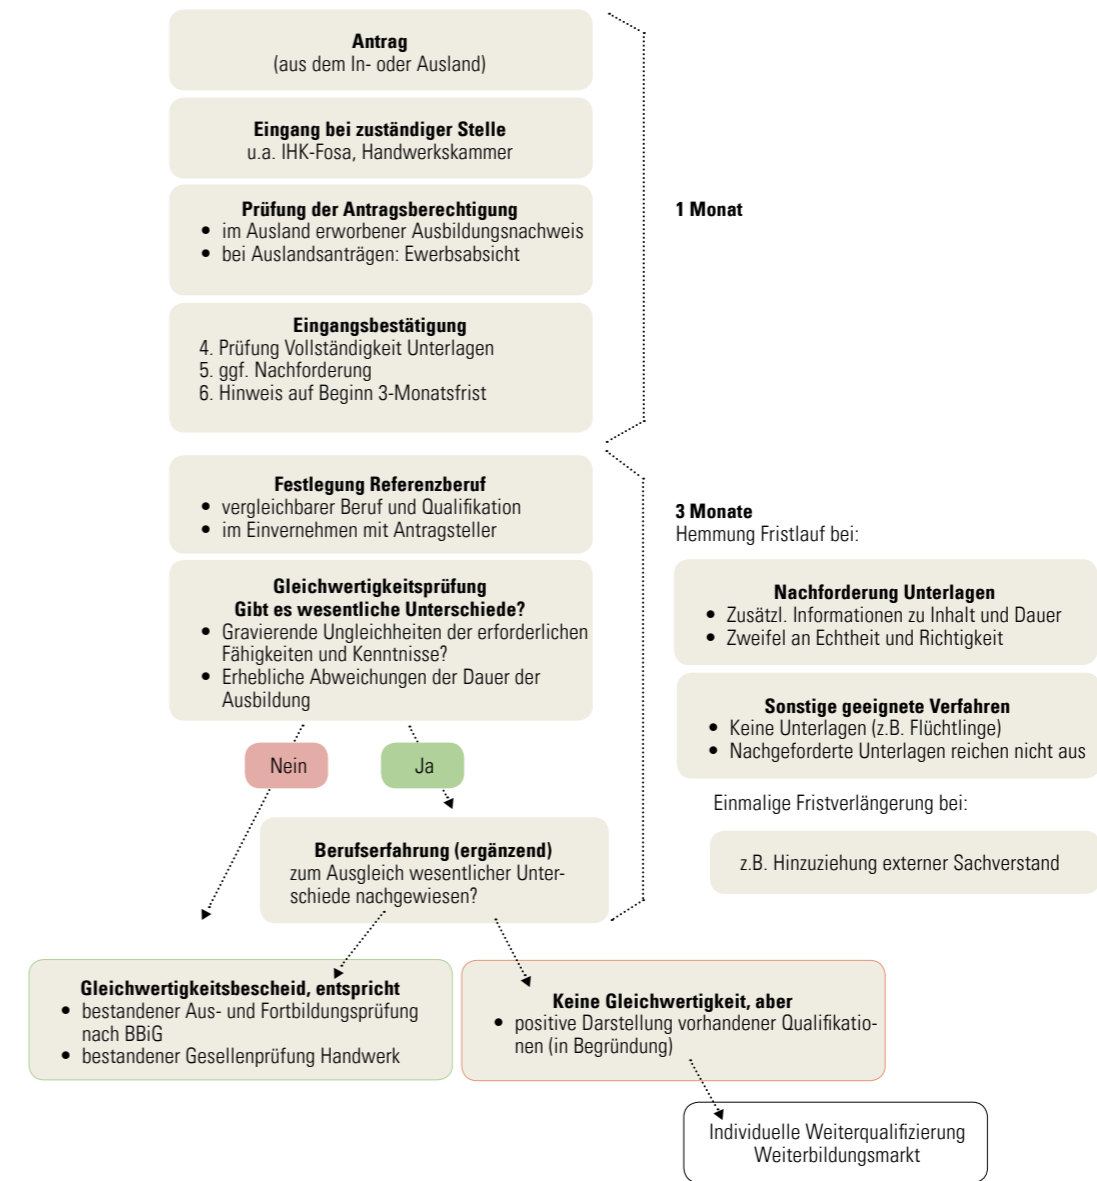 Antrag
(aus dem In- oder Ausland)
Eingang bei zuständiger Stelle
u.a. IHK-Fosa, Handwerkskammer
Prüfung der Antragsberechtigung
• im Ausland erworbener Ausbildungsnachweis
• bei Auslandsanträgen: Ewerbsabsicht
1 Monat
Eingangsbestätigung
4. Prüfung Vollständigkeit Unterlagen
5. ggf. Nachforderung
6. Hinweis auf Beginn 3-Monatsfrist
Festlegung Referenzberuf
• vergleichbarer Beruf und Qualifikation
• im Einvernehmen mit Antragsteller
Gleichwertigkeitsprüfung
Gibt es wesentliche Unterschiede?
• Gravierende Ungleichheiten der erforderlichen
Fähigkeiten und Kenntnisse?
• Erhebliche Abweichungen der Dauer der
Ausbildung
3 Monate
Hemmung Fristlauf bei:
Nachforderung Unterlagen
• Zusätzl. Informationen zu Inhalt und Dauer
• Zweifel an Echtheit und Richtigkeit
Sonstige geeignete Verfahren
• Keine Unterlagen (z.B. Flüchtlinge)
• Nachgeforderte Unterlagen reichen nicht aus
Einmalige Fristverlängerung bei:
z.B. Hinzuziehung externer Sachverstand
Nein
Ja
Berufserfahrung (ergänzend)
zum Ausgleich wesentlicher Unter-
schiede nachgewiesen?
Gleichwertigkeitsbescheid, entspricht
• bestandener Aus- und Fortbildungsprüfung
nach BBiG
• bestandener Gesellenprüfung Handwerk
Keine Gleichwertigkeit, aber
• positive Darstellung vorhandener Qualifikatio-
nen (in Begründung)
Individuelle Weiterqualifizierung
Weiterbildungsmarkt